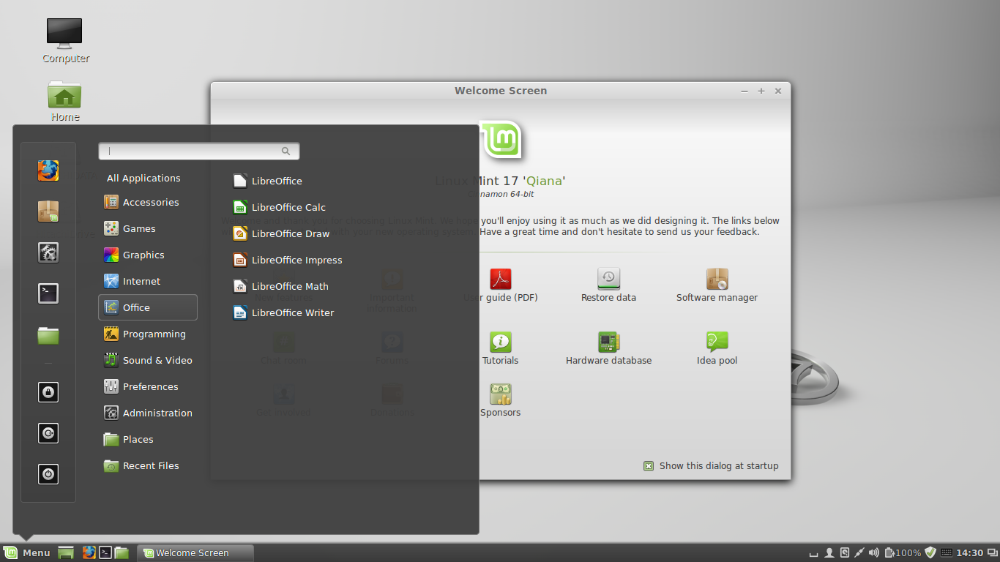 Computer
Home
Welcome Screen
Linux Mint 17 'Qiana'
Cinnamon 64-bit
Welcome and thank you for choosing Linux Mint. We hope you'll enjoy using it as much as we did designing it. The links below
with your new operating system. Have a great time and don't hesitate to send us your feedback.
New features
Important
information
User guide (PDF)
Restore data
Software manager
Chat room
Forums
Tutorials
Hardware database
Idea pool
Get involved
Donations
Sponsors
Show this dialog at startup
All Applications
Accessories
Games
Graphics
Internet
Office
Programming
Sound & Video
Preferences
Administration
Places
Recent Files
LibreOffice
LibreOffice Calc
LibreOffice Draw
LibreOffice Impress
LibreOffice Math
LibreOffice Writer
Menu
Welcome Screen
100%
14:30